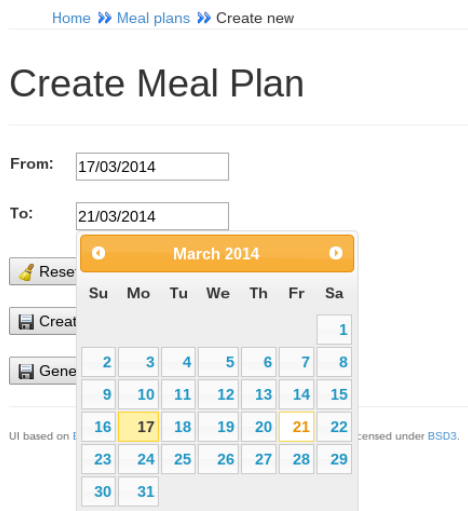 Home Meal plans Create new
Create Meal Plan
From: 17/03/2014
To: 21/03/2014
March 2014
Su Mo Tu We Th Fr Sa
1
2 3 4 5 6 7 8
9 10 11 12 13 14 15
16 17 18 19 20 21 22
23 24 25 26 27 28 29
30 31
Rese
Creat
Gene
UI based on censed under BSD3.